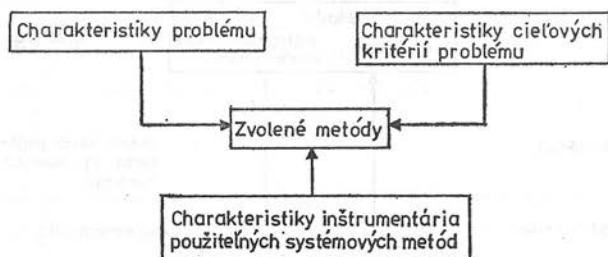 Charakteristiky problému
Charakteristiky cieľových
kritérií problému
Zvolené metódy
Charakteristiky inštrumentária
použiteľných systémových metód